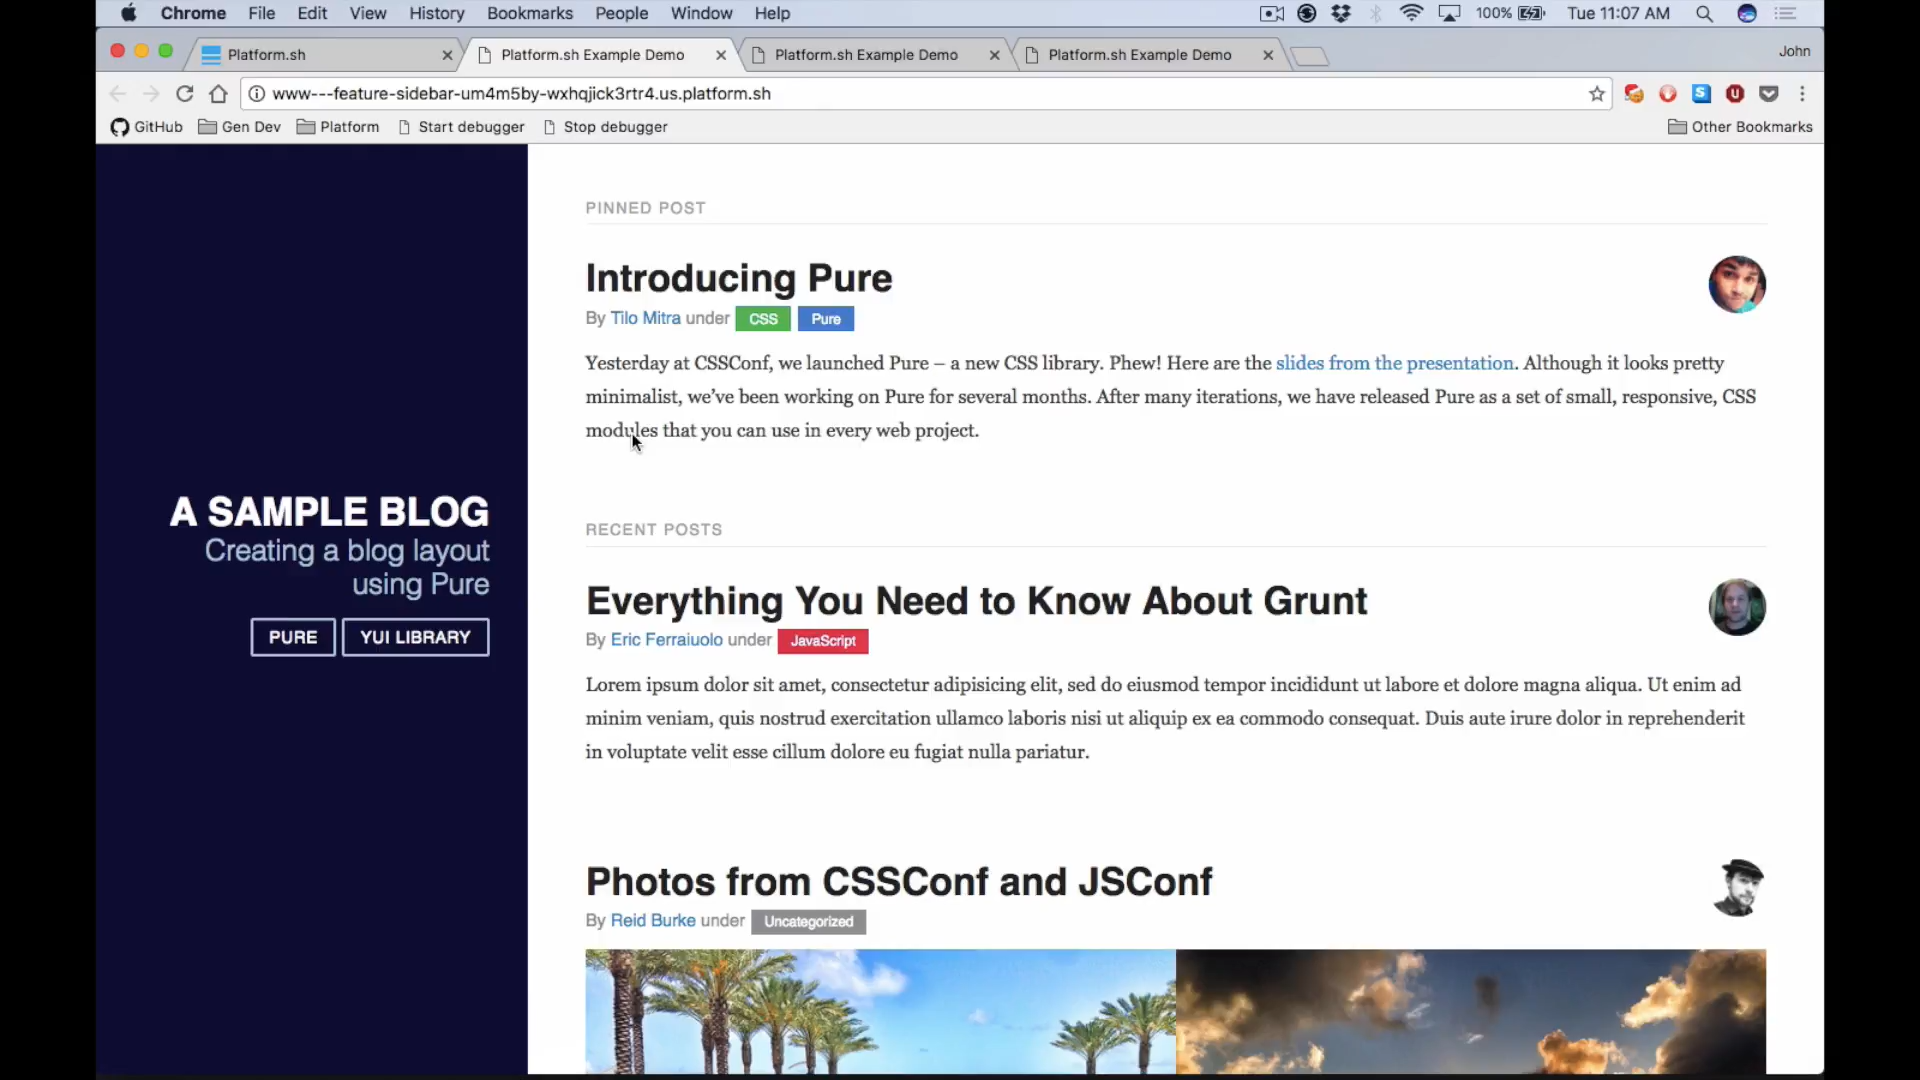 Chrome File Edit View History Bookmarks People Window Help 100% Tue 11:07 AM
Platform.sh Platform.sh Example Demo Platform.sh Example Demo Platform.sh Example Demo John
www---feature-sidebar-um4m5by-wxhqjick3rtr4.us.platform.sh
GitHub Gen Dev Platform Start debugger Stop debugger Other Bookmarks
A SAMPLE BLOG
Creating a blog layout
using Pure
PURE YUI LIBRARY
PINNED POST
Introducing Pure
By Tilo Mitra under CSS Pure
Yesterday at CSSConf, we launched Pure – a new CSS library. Phew! Here are the slides from the presentation. Although it looks pretty
minimalist, we’ve been working on Pure for several months. After many iterations, we have released Pure as a set of small, responsive, CSS
modules that you can use in every web project.
RECENT POSTS
Everything You Need to Know About Grunt
By Eric Ferraiuolo under JavaScript
Lorem ipsum dolor sit amet, consectetur adipisicing elit, sed do eiusmod tempor incididunt ut labore et dolore magna aliqua. Ut enim ad
minim veniam, quis nostrud exercitation ullamco laboris nisi ut aliquip ex ea commodo consequat. Duis aute irure dolor in reprehenderit
in voluptate velit esse cillum dolore eu fugiat nulla pariatur.
Photos from CSSConf and JSConf
By Reid Burke under Uncategorized